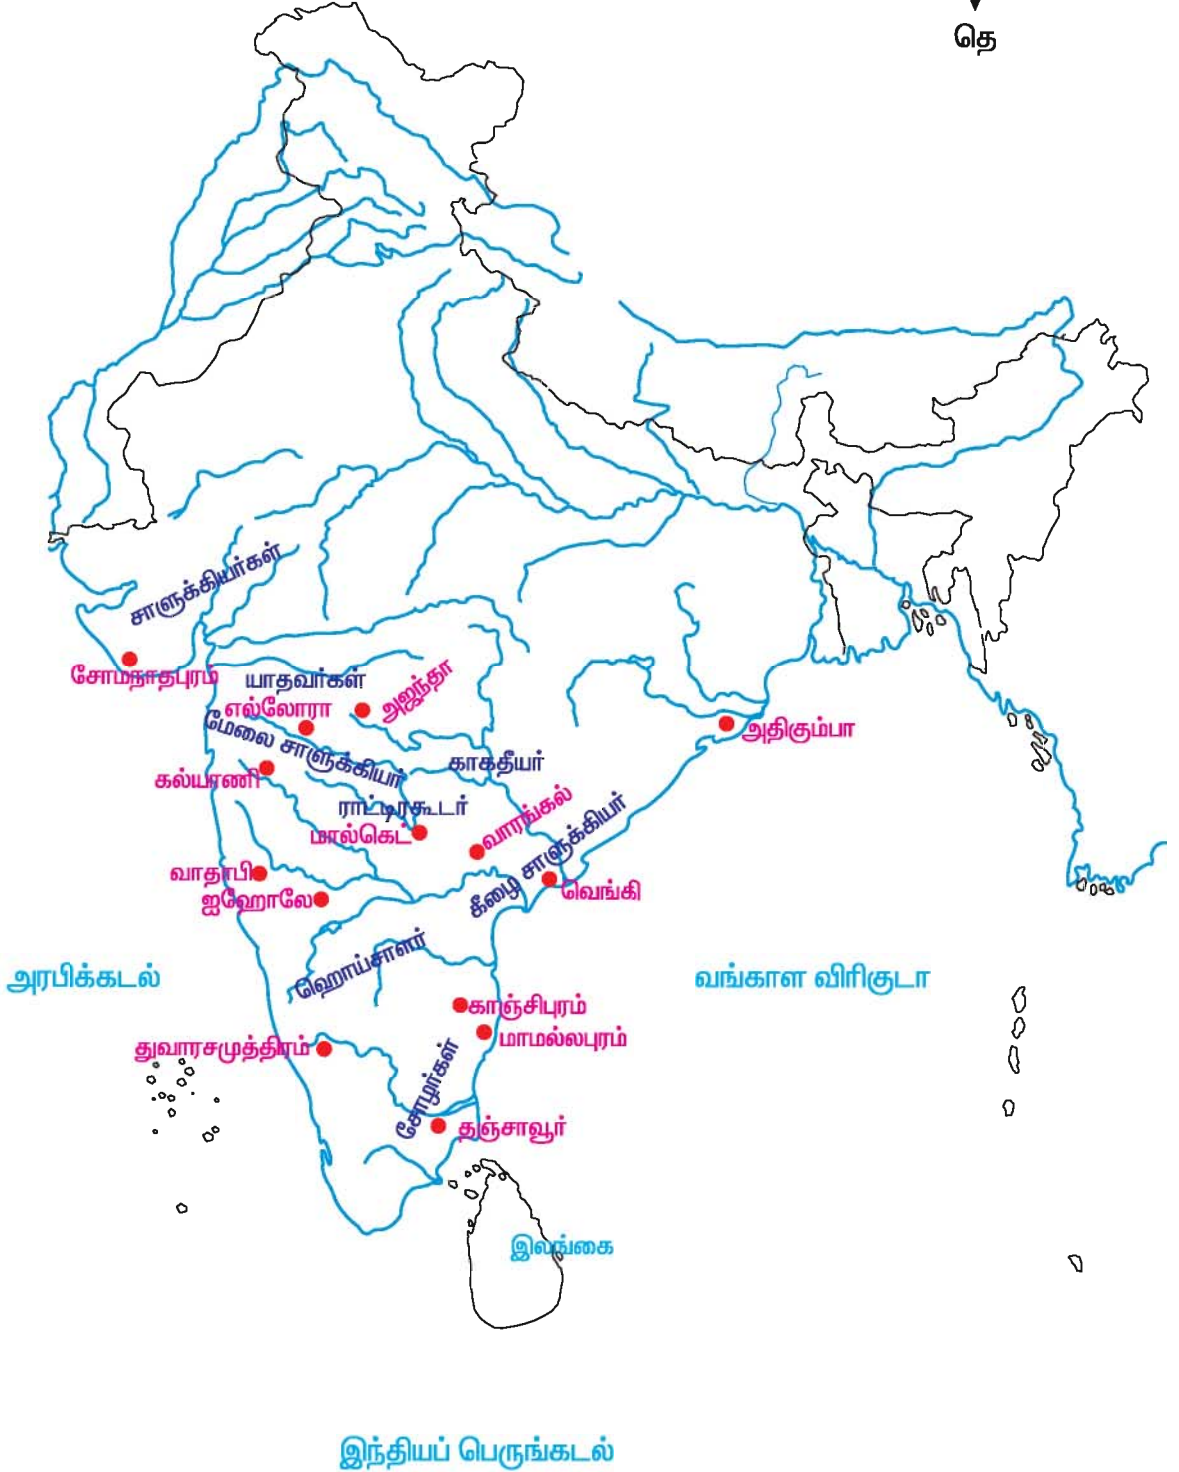 தெ
சாளுக்கியர்கள்
சோமநாதபுரம்
யாதவர்கள்
அஜந்தா
எல்லோரா
மேலை சாளுக்கியர்
அதிகும்பா
காகதீயர்
கல்யாணி
ராட்டிரகூடர்
மால்கெட்
வாரங்கல்
கீழை சாளுக்கியர்
வாதாபி
வெங்கி
ஐஹோலே
ஹொய்சாளர்
அரபிக்கடல்
வங்காள விரிகுடா
காஞ்சிபுரம்
மாமல்லபுரம்
துவாரசமுத்திரம்
சோழர்கள்
தஞ்சாவூர்
இலங்கை
இந்தியப் பெருங்கடல்